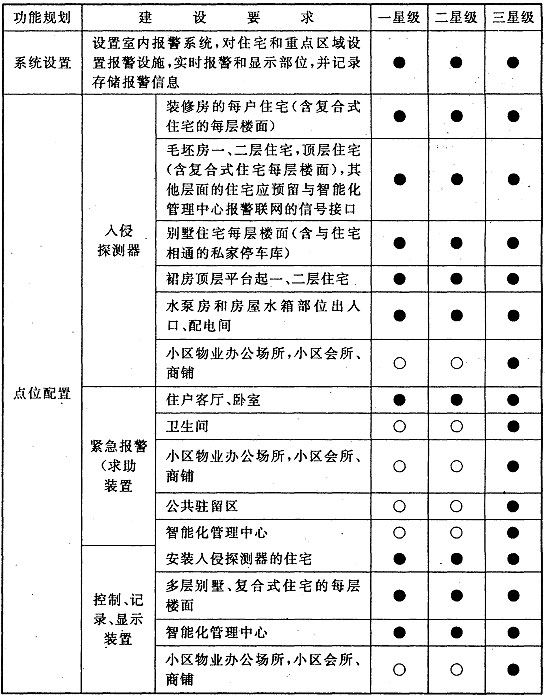 功能规划 建设要求 一星级 二星级 三星级
系统设置
设置室内报警系统,对住宅和重点区域设
置报警设施,实时报警和显示部位,并记录
存储报警信息
● ● ●
点位配置
入侵
探测器
装修房的每户住宅(含复合式
住宅的每层楼面)
● ● ●
毛坯房一、二层住宅,顶层住宅
(含复合式住宅每层楼面),其
他层面的住宅应预留与智能化
管理中心报警联网的信号接口
● ● ●
别墅住宅每层楼面(含与住宅
相通的私家停车库)
● ● ●
裙房顶层平台起一、二层住宅 ● ● ●
水泵房和房屋水箱部位出入
口、配电间
● ● ●
小区物业办公场所,小区会所、
商铺
○ ○ ●
紧急报警
(求助
装置
住户客厅、卧室 ● ● ●
卫生间 ○ ○ ●
小区物业办公场所,小区会所、
商铺
○ ○ ●
公共驻留区 ○ ○ ●
智能化管理中心 ○ ○ ●
控制、记
录、显示
装置
安装入侵探测器的住宅 ● ● ●
多层别墅、复合式住宅的每层
楼面
● ● ●
智能化管理中心 ● ● ●
小区物业办公场所,小区会所、
商铺
○ ○ ●